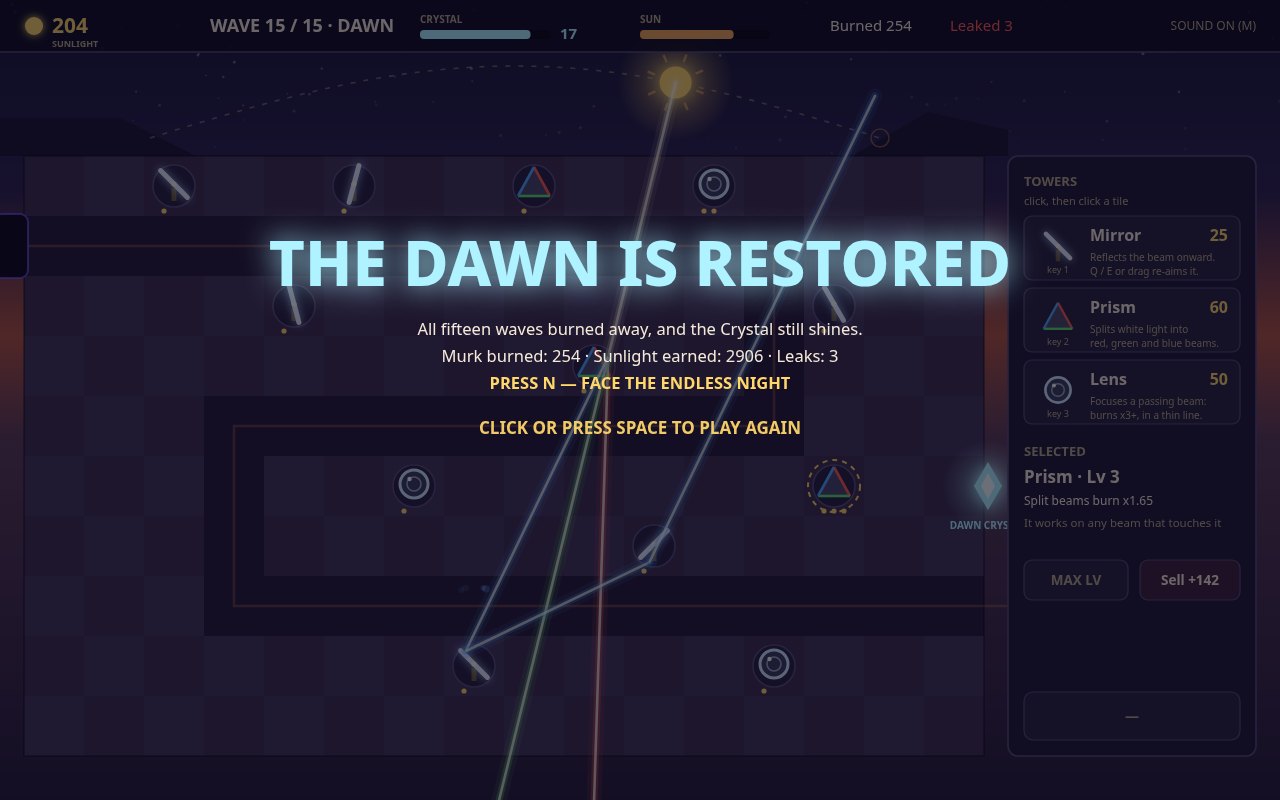 204
SUNLIGHT
WAVE 15 / 15 · DAWN
CRYSTAL
17
SUN
Burned 254
Leaked 3
SOUND ON (M)
THE DAWN IS RESTORED
All fifteen waves burned away, and the Crystal still shines.
Murk burned: 254 · Sunlight earned: 2906 · Leaks: 3
PRESS N — FACE THE ENDLESS NIGHT
CLICK OR PRESS SPACE TO PLAY AGAIN
DAWN CRYS
TOWERS
click, then click a tile
Mirror
25
key 1
Reflects the beam onward.
Q / E or drag re-aims it.
Prism
60
key 2
Splits white light into
red, green and blue beams.
Lens
50
key 3
Focuses a passing beam:
burns x3+, in a thin line.
SELECTED
Prism · Lv 3
Split beams burn x1.65
It works on any beam that touches it
MAX LV
Sell +142
—